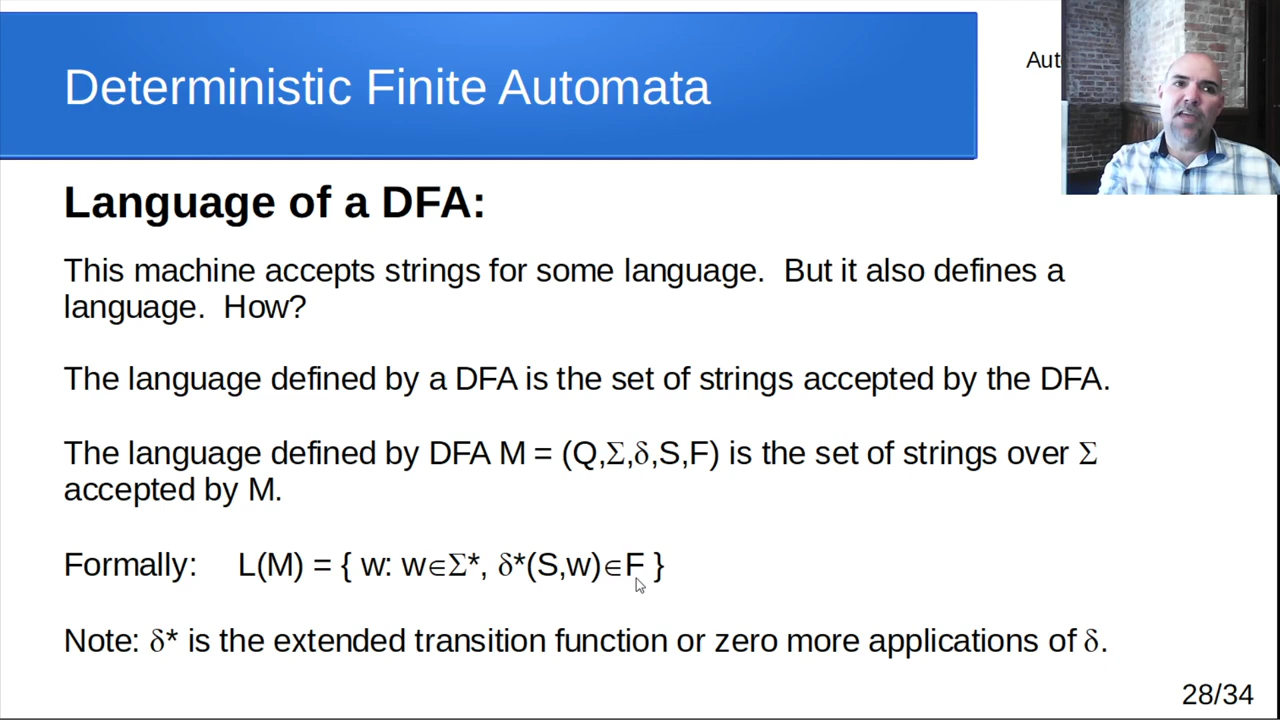 Deterministic Finite Automata
Aut
Language of a DFA:
This machine accepts strings for some language. But it also defines a
language. How?
The language defined by a DFA is the set of strings accepted by the DFA.
The language defined by DFA M = (Q,Σ,δ,S,F) is the set of strings over Σ
accepted by M.
Formally: L(M) = { w: w∈Σ*, δ*(S,w)∈F }
Note: δ* is the extended transition function or zero more applications of δ.
28/34